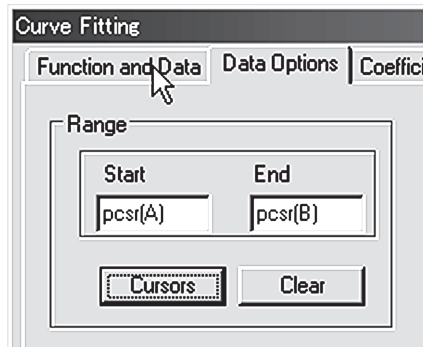 Curve Fitting
Function and Data Data Options Coeffici
Range
Start End
pcsr(A) pcsr(B)
Cursors Clear